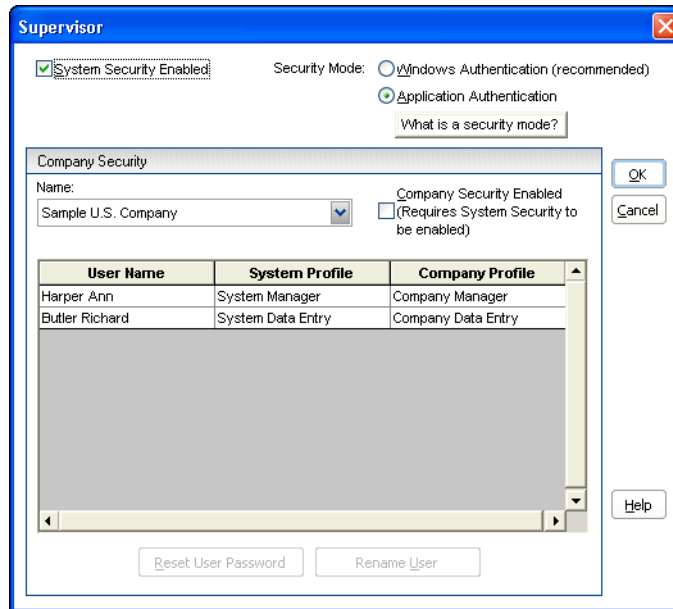 Supervisor
System Security Enabled
Security Mode:
Windows Authentication (recommended)
Application Authentication
What is a security mode?
Company Security
Name:
Sample U.S. Company
Company Security Enabled
(Requires System Security to
be enabled)
OK
Cancel
User Name System Profile Company Profile
Harper Ann System Manager Company Manager
Butler Richard System Data Entry Company Data Entry
Help
Reset User Password
Rename User